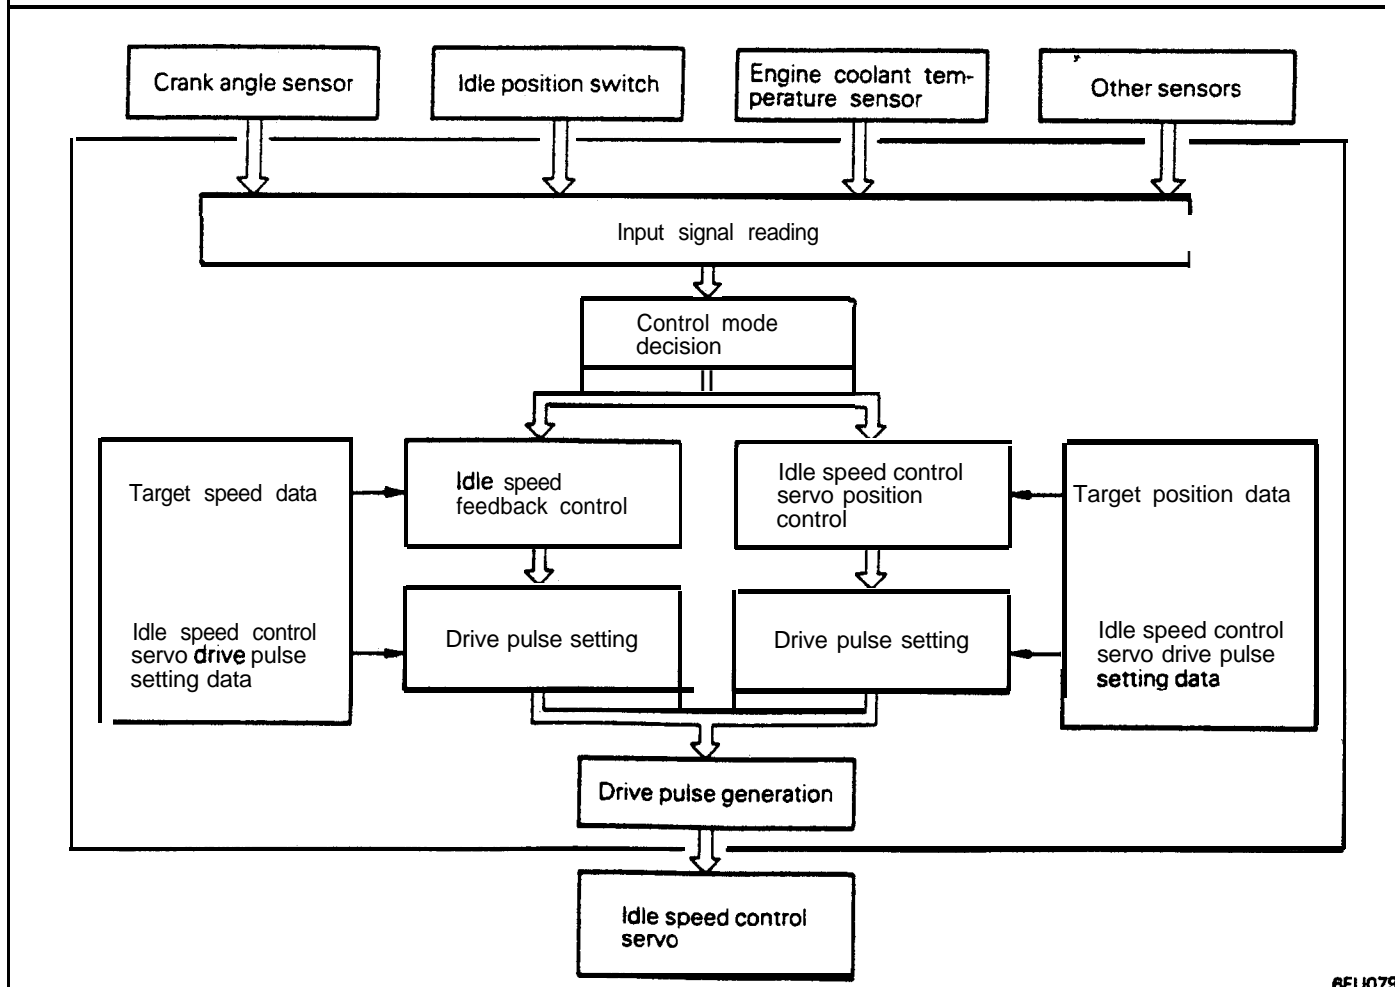 Crank angle sensor
Idle position switch
Engine coolant tem-
perature sensor
Other sensors
Input signal reading
Control mode
decision
Target speed data
Idle speed
feedback control
Idle speed control
servo position
control
Target position data
Idle speed control
servo drive pulse
setting data
Drive pulse setting
Drive pulse setting
Idle speed control
servo drive pulse
setting data
Drive pulse generation
Idle speed control
servo